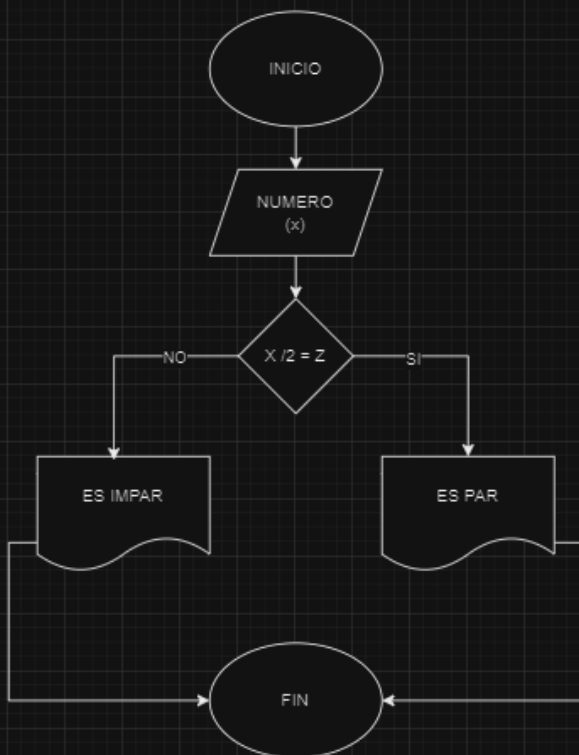 INICIO
NUMERO
(x)
X /2 = Z
NO
SI
ES IMPAR
ES PAR
FIN